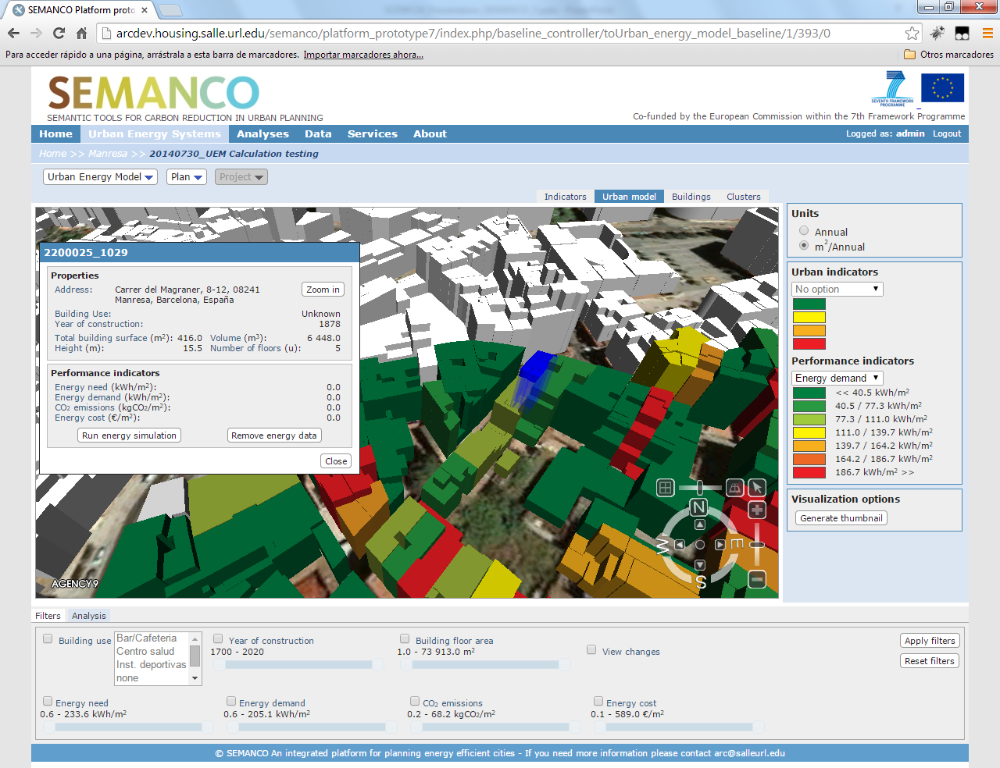 SEMANCO Platform proto
arcdev.housing.salle.url.edu/semanco/platform_prototype7/index.php/baseline_controller/toUrban_energy_model_baseline/1/393/0
Para acceder rápido a una página, arrástrala a esta barra de marcadores. Importar marcadores ahora...
Otros marcadores
SEMANCO
SEMANTIC TOOLS FOR CARBON REDUCTION IN URBAN PLANNING
SEVENTH FRAMEWORK
PROGRAMME
Co-funded by the European Commission within the 7th Framework Programme
Home Urban Energy Systems Analyses Data Services About
Logged as: admin Logout
Home >> Manresa >> 20140730_UEM Calculation testing
Urban Energy Model Plan Project
Indicators Urban model Buildings Clusters
2200025_1029
Properties
Address: Carrer del Magraner, 8-12, 08241
Manresa, Barcelona, España
Zoom in
Building Use: Unknown
Year of construction: 1878
Total building surface (m²): 416.0 Volume (m³): 6 448.0
Height (m): 15.5 Number of floors (u): 5
Performance indicators
Energy need (kWh/m²): 0.0
Energy demand (kWh/m²): 0.0
CO₂ emissions (kgCO₂/m²): 0.0
Energy cost (€/m²): 0.0
Run energy simulation Remove energy data
Close
N
W E
S
AGENCY9
Units
Annual
m²/Annual
Urban indicators
No option
Performance indicators
Energy demand
<< 40.5 kWh/m²
40.5 / 77.3 kWh/m²
77.3 / 111.0 kWh/m²
111.0 / 139.7 kWh/m²
139.7 / 164.2 kWh/m²
164.2 / 186.7 kWh/m²
186.7 kWh/m² >>
Visualization options
Generate thumbnail
Filters Analysis
Building use
Bar/Cafeteria
Centro salud
Inst. deportivas
none
Year of construction
1700 - 2020
Building floor area
1.0 - 73 913.0 m²
View changes
Apply filters
Reset filters
Energy need
0.6 - 233.6 kWh/m²
Energy demand
0.6 - 205.1 kWh/m²
CO₂ emissions
0.2 - 68.2 kgCO₂/m²
Energy cost
0.1 - 589.0 €/m²
© SEMANCO An integrated platform for planning energy efficient cities - If you need more information please contact arc@salleurl.edu